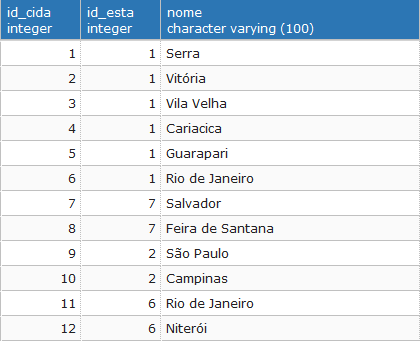 id_cida id_esta nome
integer integer character varying (100)
1 1 Serra
2 1 Vitória
3 1 Vila Velha
4 1 Cariacica
5 1 Guarapari
6 1 Rio de Janeiro
7 7 Salvador
8 7 Feira de Santana
9 2 São Paulo
10 2 Campinas
11 6 Rio de Janeiro
12 6 Niterói